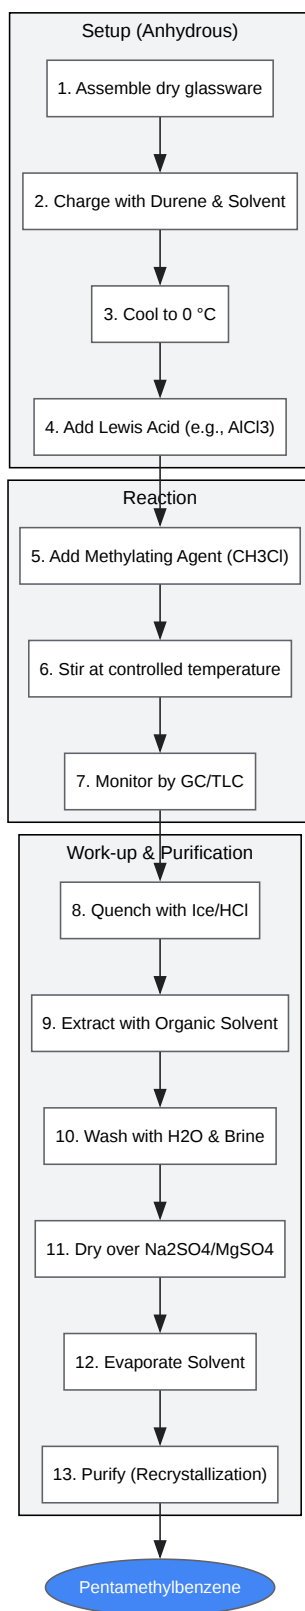 Setup (Anhydrous)
1. Assemble dry glassware
2. Charge with Durene & Solvent
3. Cool to 0 °C
4. Add Lewis Acid (e.g., AlCl3)
Reaction
5. Add Methylating Agent (CH3Cl)
6. Stir at controlled temperature
7. Monitor by GC/TLC
Work-up & Purification
8. Quench with Ice/HCl
9. Extract with Organic Solvent
10. Wash with H2O & Brine
11. Dry over Na2SO4/MgSO4
12. Evaporate Solvent
13. Purify (Recrystallization)
Pentamethylbenzene